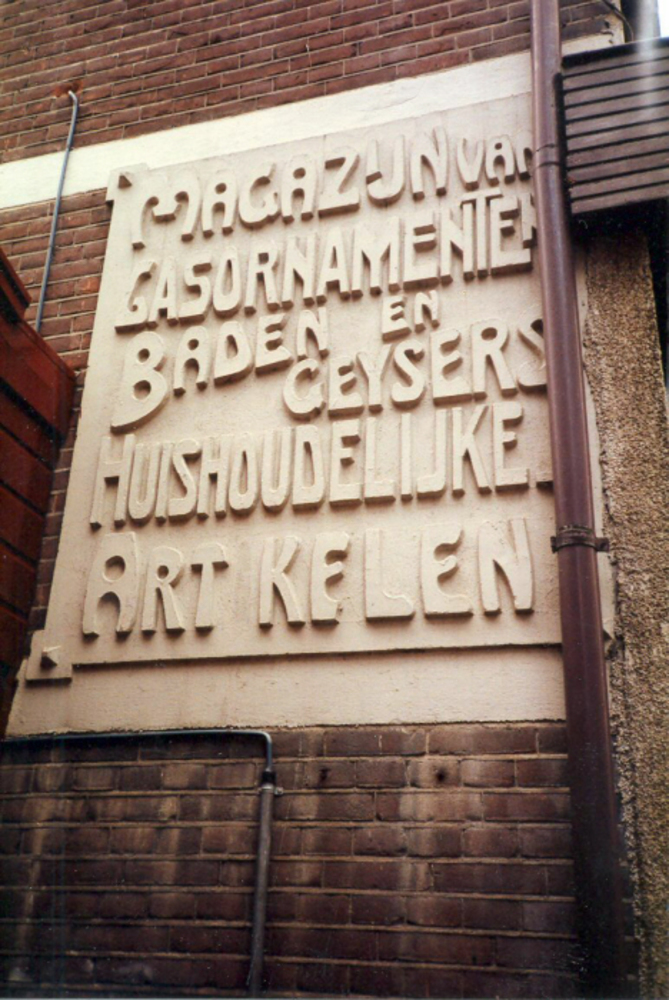 MAGAZIJN VAN
GASORNAMENTEN
BADEN EN
GEYSERS
HUISHOUDELIJKE
ART KELEN